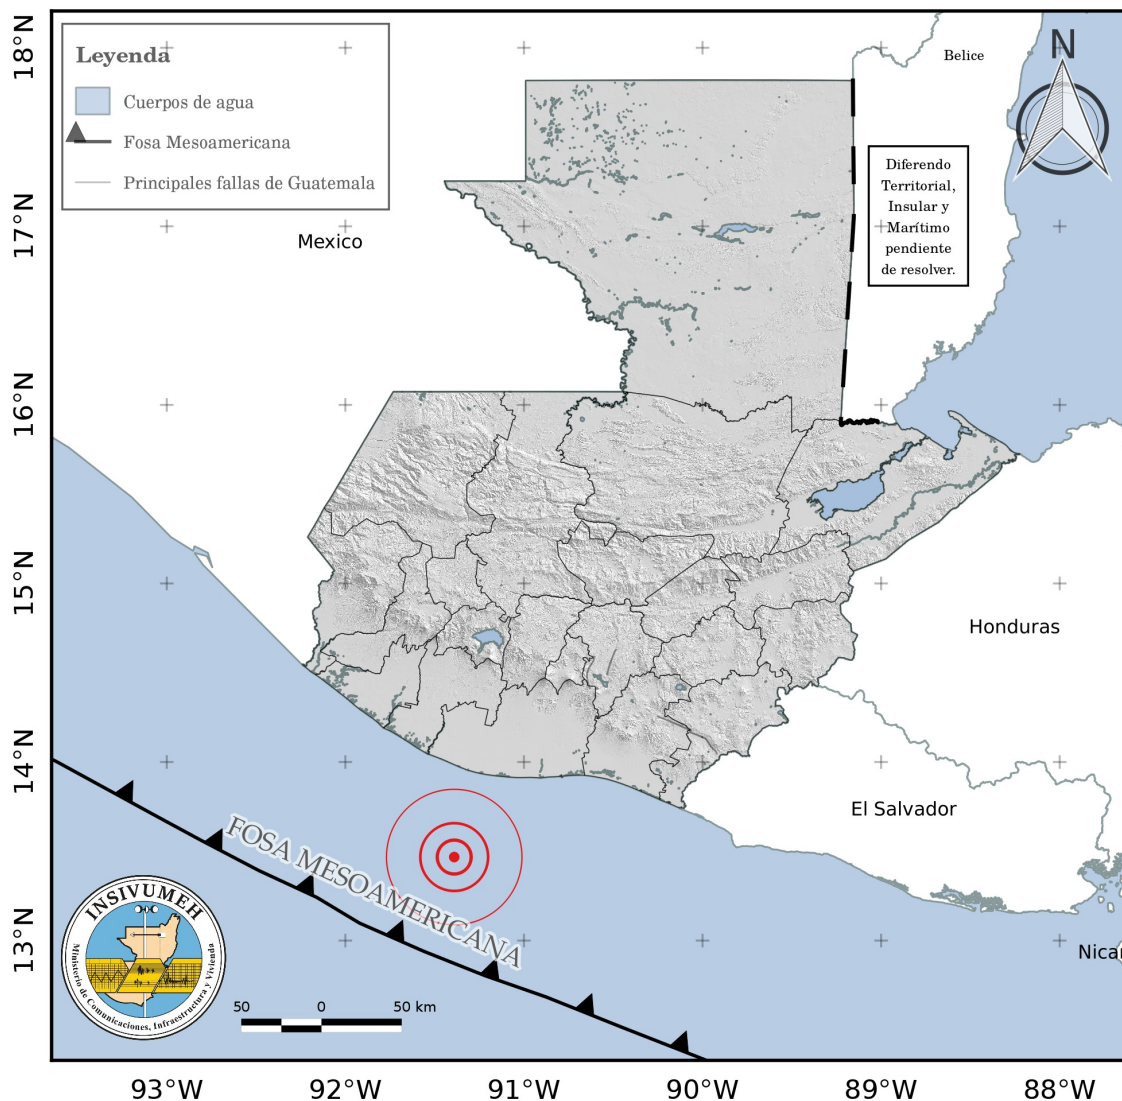 Leyenda
Cuerpos de agua
Fosa Mesoamericana
Principales fallas de Guatemala
N
Belice
Diferendo
Territorial,
Insular y
Marítimo
pendiente
de resolver.
Mexico
Honduras
El Salvador
Nicar
FOSA MESOAMERICANA
INSIVUMEH
Ministerio de Comunicaciones, Infraestructura y Vivienda
50 0 50 km
18°N
17°N
16°N
15°N
14°N
13°N
93°W 92°W 91°W 90°W 89°W 88°W